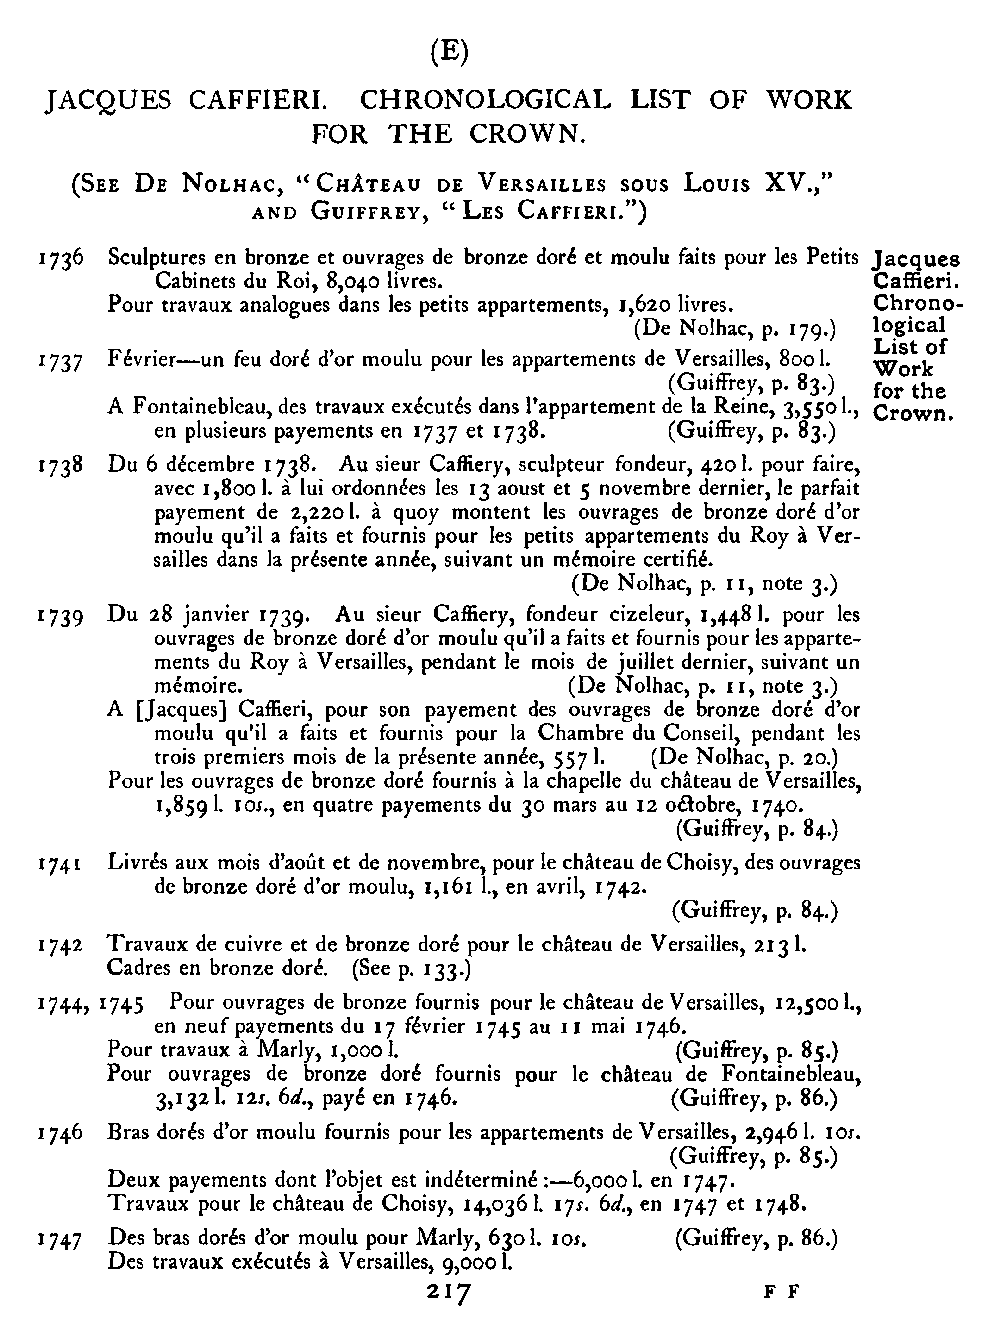 (E)
JACQUES CAFFIERI. CHRONOLOGICAL LIST OF WORK
FOR THE CROWN.
(See De Nolhac, “Château de Versailles sous Louis XV.,”
and Guiffrey, “Les Caffieri.”)
1736 Sculptures en bronze et ouvrages de bronze doré et moulu faits pour les Petits
Cabinets du Roi, 8,040 livres.
Pour travaux analogues dans les petits appartements, 1,620 livres.
(De Nolhac, p. 179.)
1737 Février—un feu doré d'or moulu pour les appartements de Versailles, 800 l.
(Guiffrey, p. 83.)
A Fontainebleau, des travaux exécutés dans l'appartement de la Reine, 3,550 l.,
en plusieurs payements en 1737 et 1738. (Guiffrey, p. 83.)
1738 Du 6 décembre 1738. Au sieur Caffiery, sculpteur fondeur, 420 l. pour faire,
avec 1,800 l. à lui ordonnées les 13 aoust et 5 novembre dernier, le parfait
payement de 2,220 l. à quoy montent les ouvrages de bronze doré d'or
moulu qu'il a faits et fournis pour les petits appartements du Roy à Ver-
sailles dans la présente année, suivant un mémoire certifié.
(De Nolhac, p. 11, note 3.)
1739 Du 28 janvier 1739. Au sieur Caffiery, fondeur cizeleur, 1,448 l. pour les
ouvrages de bronze doré d'or moulu qu'il a faits et fournis pour les apparte-
ments du Roy à Versailles, pendant le mois de juillet dernier, suivant un
mémoire. (De Nolhac, p. 11, note 3.)
A [Jacques] Caffieri, pour son payement des ouvrages de bronze doré d'or
moulu qu'il a faits et fournis pour la Chambre du Conseil, pendant les
trois premiers mois de la présente année, 557 l. (De Nolhac, p. 20.)
Pour les ouvrages de bronze doré fournis à la chapelle du château de Versailles,
1,859 l. 10s., en quatre payements du 30 mars au 12 octobre, 1740.
(Guiffrey, p. 84.)
1741 Livrés aux mois d'août et de novembre, pour le château de Choisy, des ouvrages
de bronze doré d'or moulu, 1,161 l., en avril, 1742.
(Guiffrey, p. 84.)
1742 Travaux de cuivre et de bronze doré pour le château de Versailles, 213 l.
Cadres en bronze doré. (See p. 133.)
1744, 1745 Pour ouvrages de bronze fournis pour le château de Versailles, 12,500 l.,
en neuf payements du 17 février 1745 au 11 mai 1746.
Pour travaux à Marly, 1,000 l. (Guiffrey, p. 85.)
Pour ouvrages de bronze doré fournis pour le château de Fontainebleau,
3,132 l. 12s. 6d., payé en 1746. (Guiffrey, p. 86.)
1746 Bras dorés d'or moulu fournis pour les appartements de Versailles, 2,946 l. 10s.
(Guiffrey, p. 85.)
Deux payements dont l'objet est indéterminé :—6,000 l. en 1747.
Travaux pour le château de Choisy, 14,036 l. 17s. 6d., en 1747 et 1748.
1747 Des bras dorés d'or moulu pour Marly, 630 l. 10s. (Guiffrey, p. 86.)
Des travaux exécutés à Versailles, 9,000 l.
Jacques
Caffieri.
Chrono-
logical
List of
Work
for the
Crown.
217 F F